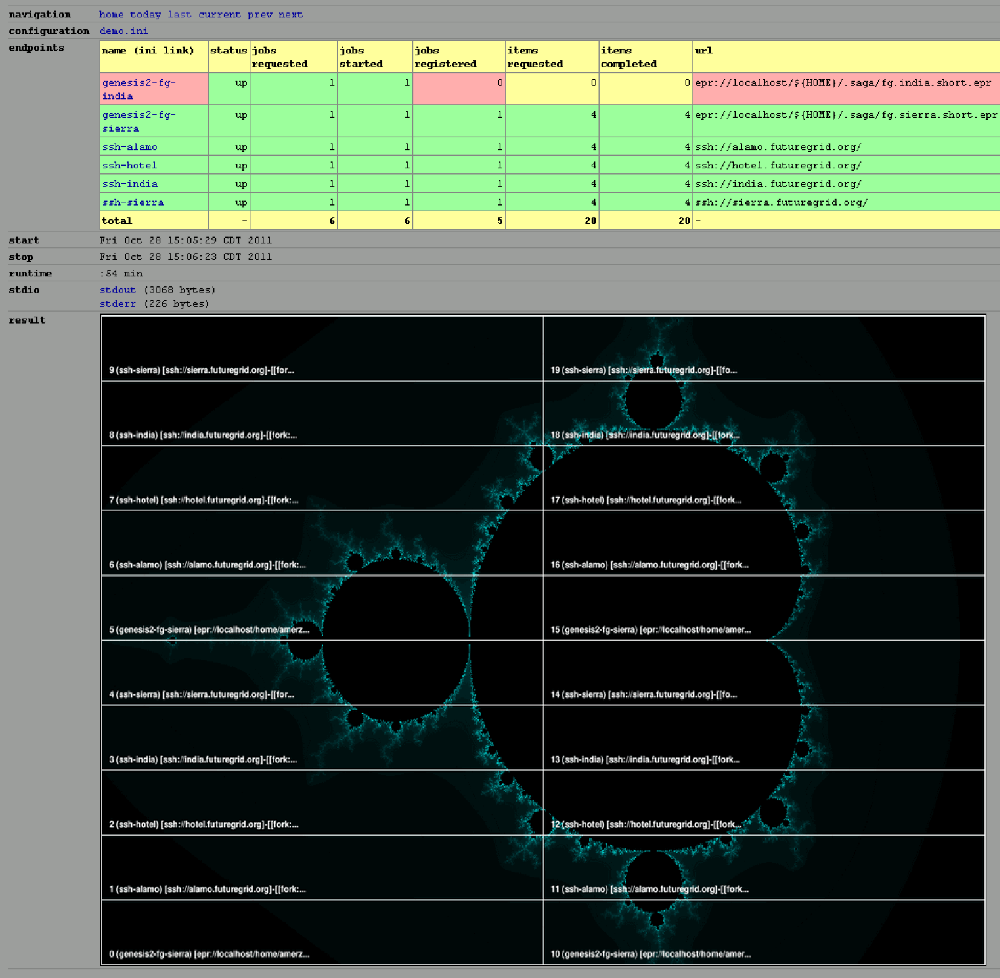 navigation home today last current prev next
configuration demo.ini
endpoints
name (ini link) status jobs requested jobs started jobs registered items requested items completed url
genesis2-fg-india up 1 1 0 0 0 epr://localhost/${HOME}/.saga/fg.india.short.epr
genesis2-fg-sierra up 1 1 1 4 4 epr://localhost/${HOME}/.saga/fg.sierra.short.epr
ssh-alamo up 1 1 1 4 4 ssh://alamo.futuregrid.org/
ssh-hotel up 1 1 1 4 4 ssh://hotel.futuregrid.org/
ssh-india up 1 1 1 4 4 ssh://india.futuregrid.org/
ssh-sierra up 1 1 1 4 4 ssh://sierra.futuregrid.org/
total - 6 6 5 20 20 -
start Fri Oct 28 15:05:29 CDT 2011
stop Fri Oct 28 15:06:23 CDT 2011
runtime :54 min
stdio stdout (3068 bytes)
stderr (226 bytes)
result
9 (ssh-sierra) [ssh://sierra.futuregrid.org]-[[for... 19 (ssh-sierra) [ssh://sierra.futuregrid.org]-[[fo...
8 (ssh-india) [ssh://india.futuregrid.org]-[[fork:... 18 (ssh-india) [ssh://india.futuregrid.org]-[[fork...
7 (ssh-hotel) [ssh://hotel.futuregrid.org]-[[fork:... 17 (ssh-hotel) [ssh://hotel.futuregrid.org]-[[fork...
6 (ssh-alamo) [ssh://alamo.futuregrid.org]-[[fork:... 16 (ssh-alamo) [ssh://alamo.futuregrid.org]-[[fork...
5 (genesis2-fg-sierra) [epr://localhost/home/amerz... 15 (genesis2-fg-sierra) [epr://localhost/home/amer...
4 (ssh-sierra) [ssh://sierra.futuregrid.org]-[[for... 14 (ssh-sierra) [ssh://sierra.futuregrid.org]-[[fo...
3 (ssh-india) [ssh://india.futuregrid.org]-[[fork:... 13 (ssh-india) [ssh://india.futuregrid.org]-[[fork...
2 (ssh-hotel) [ssh://hotel.futuregrid.org]-[[fork:... 12 (ssh-hotel) [ssh://hotel.futuregrid.org]-[[fork...
1 (ssh-alamo) [ssh://alamo.futuregrid.org]-[[fork:... 11 (ssh-alamo) [ssh://alamo.futuregrid.org]-[[fork...
0 (genesis2-fg-sierra) [epr://localhost/home/amerz... 10 (genesis2-fg-sierra) [epr://localhost/home/amer...